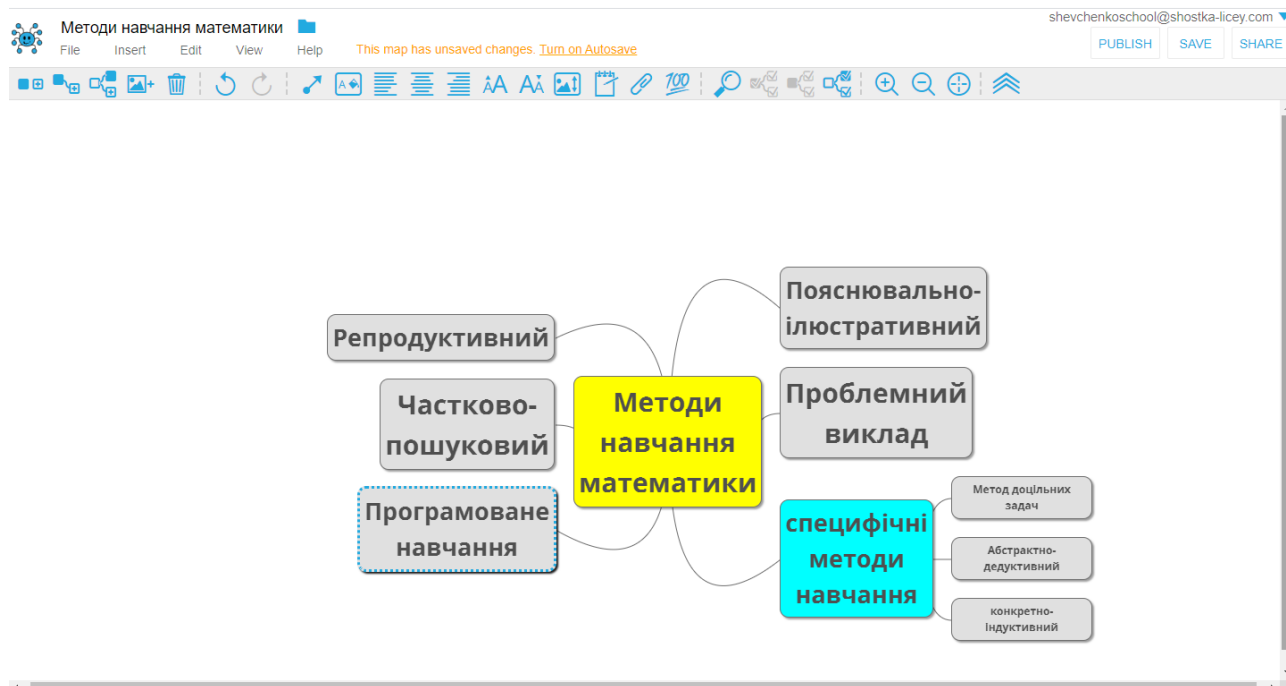 Методи навчання математики
shevchenkoschool@shostka-licey.com
File Insert Edit View Help
This map has unsaved changes. Turn on Autosave
PUBLISH SAVE SHARE
Пояснювально-
ілюстративний
Репродуктивний
Проблемний
виклад
Частково-
пошуковий
Методи
навчання
математики
Програмоване
навчання
специфічні
методи
навчання
Метод доцільних
задач
Абстрактно-
дедуктивний
конкретно-
індуктивний